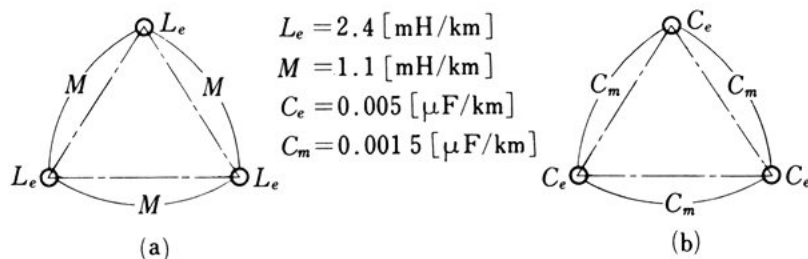 L_e
M M
L_e L_e
M
(a)
L_e=2.4 [mH/km]
M=1.1 [mH/km]
C_e=0.005 [μF/km]
C_m=0.0015 [μF/km]
C_e
C_m C_m
C_e C_e
C_m
(b)